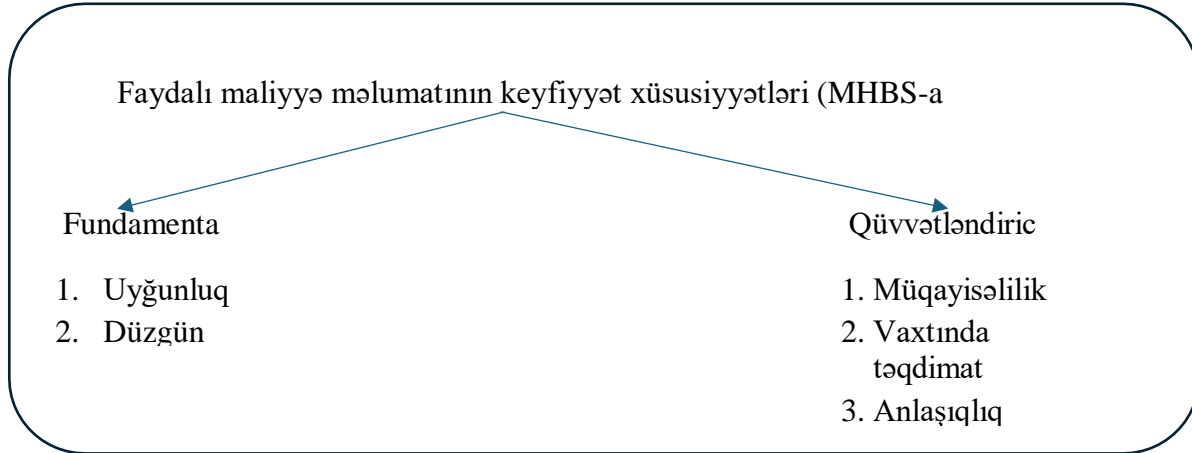 Faydalı maliyyə məlumatının keyfiyyət xüsusiyyətləri (MHBS-a
Fundamenta
1. Uyğunluq
2. Düzgün
Qüvvətləndiric
1. Müqayisəlilik
2. Vaxtında
təqdimat
3. Anlaşıqlıq